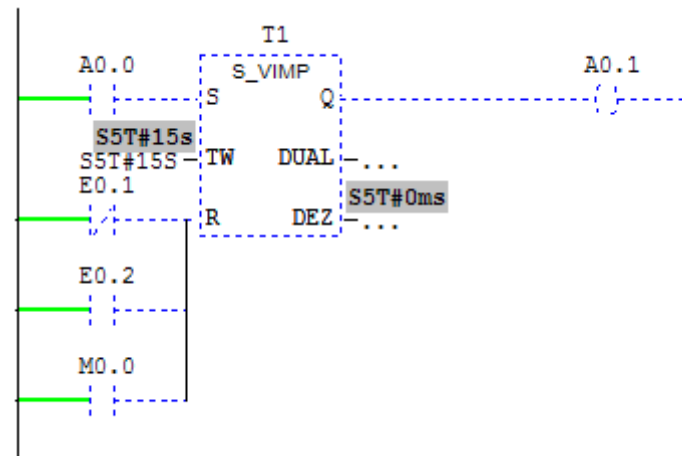 T1
A0.0 S_VIMP A0.1
S Q
S5T#15s
S5T#15S TW DUAL ...
E0.1 S5T#0ms
R DEZ ...
E0.2
M0.0